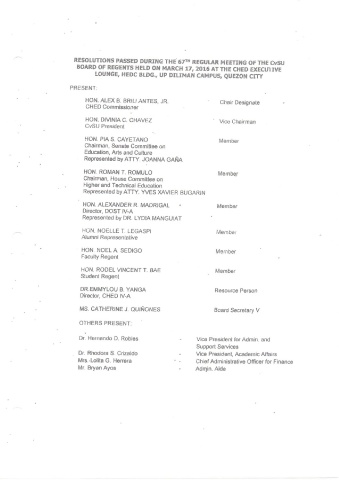 RESOLUTIONS PASSED DURING THE 67TH REGULAR MEETING OF THE CvSU
BOARD OF REGENTS HELD ON MARCH 17, 2016 AT THE CHED EXECUTIVE
LOUNGE, HEDC BLDG., UP DILIMAN CAMPUS, QUEZON CITY
PRESENT:
HON. ALEX B. BRILLANTES, JR. Chair Designate
CHED Commissioner
HON. DIVINIA C. CHAVEZ Vice Chairman
CvSU President
HON. PIA S. CAYETANO Member
Chairman, Senate Committee on
Education, Arts and Culture
Represented by ATTY. JOANNA GAÑA
HON. ROMAN T. ROMULO Member
Chairman, House Committee on
Higher and Technical Education
Represented by ATTY. YVES XAVIER BUGARIN
HON. ALEXANDER R. MADRIGAL - Member
Director, DOST IV-A
Represented by DR. LYDIA MANGUIAT
HON. NOELLE T. LEGASPI Member
Alumni Representative
HON. NOEL A. SEDIGO Member
Faculty Regent
HON. RODEL VINCENT T. BAE Member
Student Regent
DR. EMMYLOU B. YANGA Resource Person
Director, CHED IV-A
MS. CATHERINE J. QUIÑONES Board Secretary V
OTHERS PRESENT:
Dr. Hernando D. Robles - Vice President for Admin. and
Support Services
Dr. Rhodora S. Crizaldo - Vice President, Academic Affairs
Mrs. Lolita G. Herrera - Chief Administrative Officer for Finance
Mr. Bryan Ayos - Admin. Aide